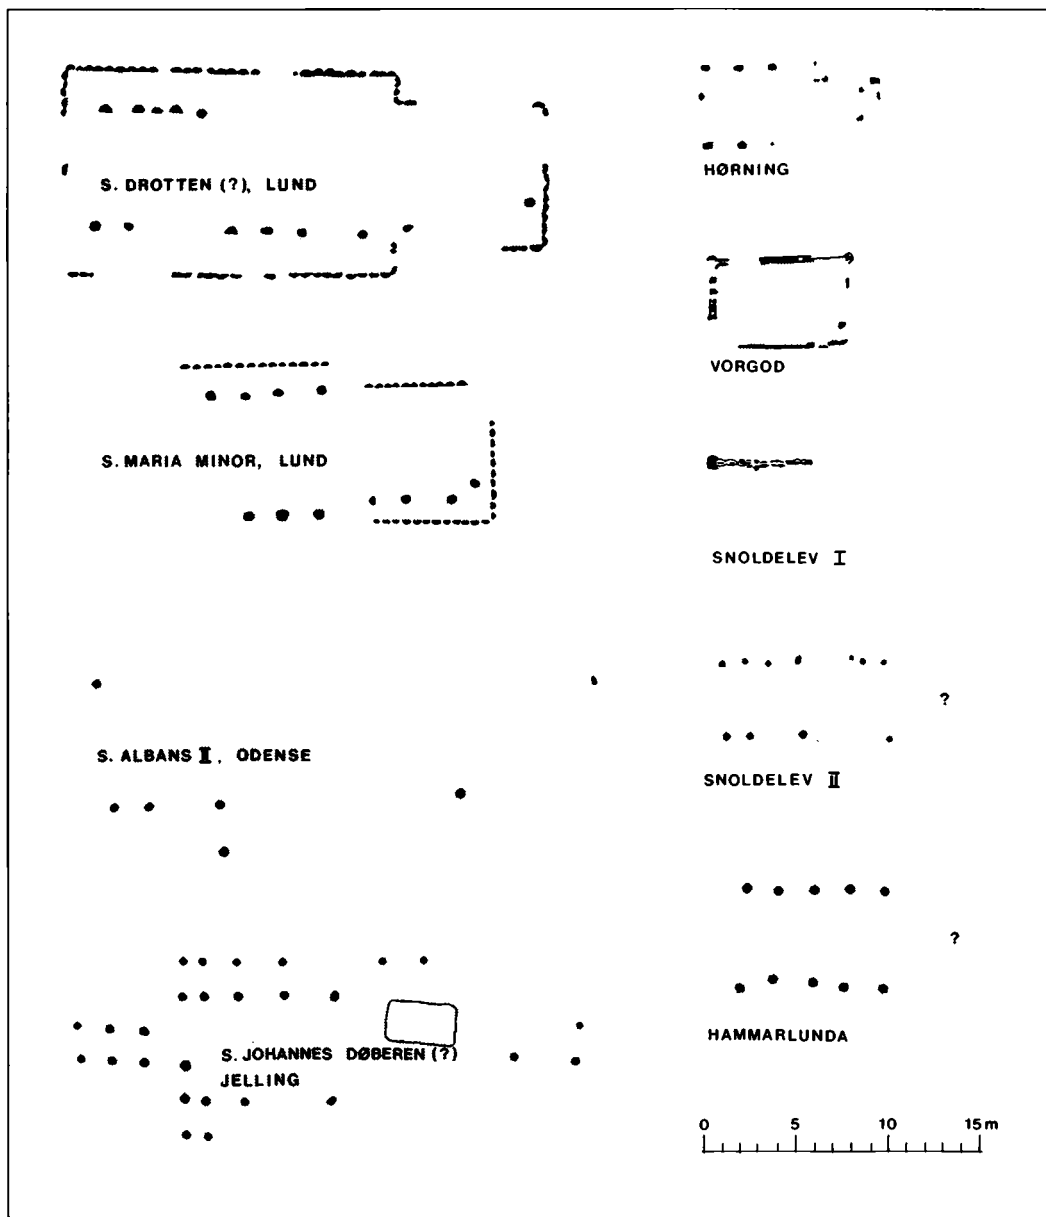 S. DROTTEN (?), LUND
S. MARIA MINOR, LUND
S. ALBANS II, ODENSE
S. JOHANNES DØBEREN (?)
JELLING
HØRNING
VORGOD
SNOLDELEV I
?
SNOLDELEV II
?
HAMMARLUNDA
0 5 10 15 m